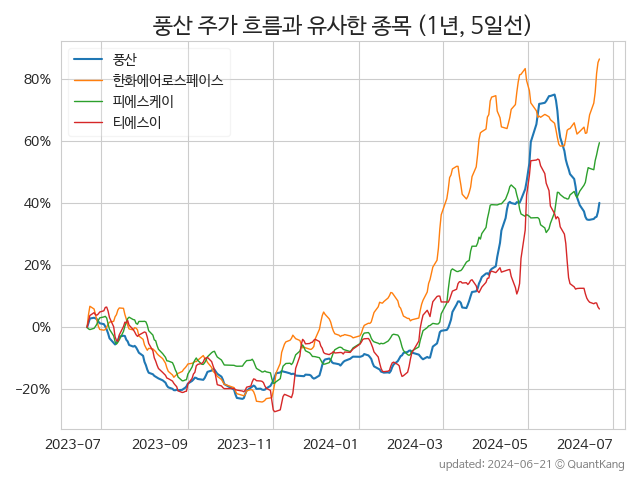 풍산 주가 흐름과 유사한 종목 (1년, 5일선)
풍산
한화에어로스페이스
피에스케이
티에스이
80%
60%
40%
20%
0%
−20%
2023-07 2023-09 2023-11 2024-01 2024-03 2024-05 2024-07
updated: 2024-06-21 © QuantKang